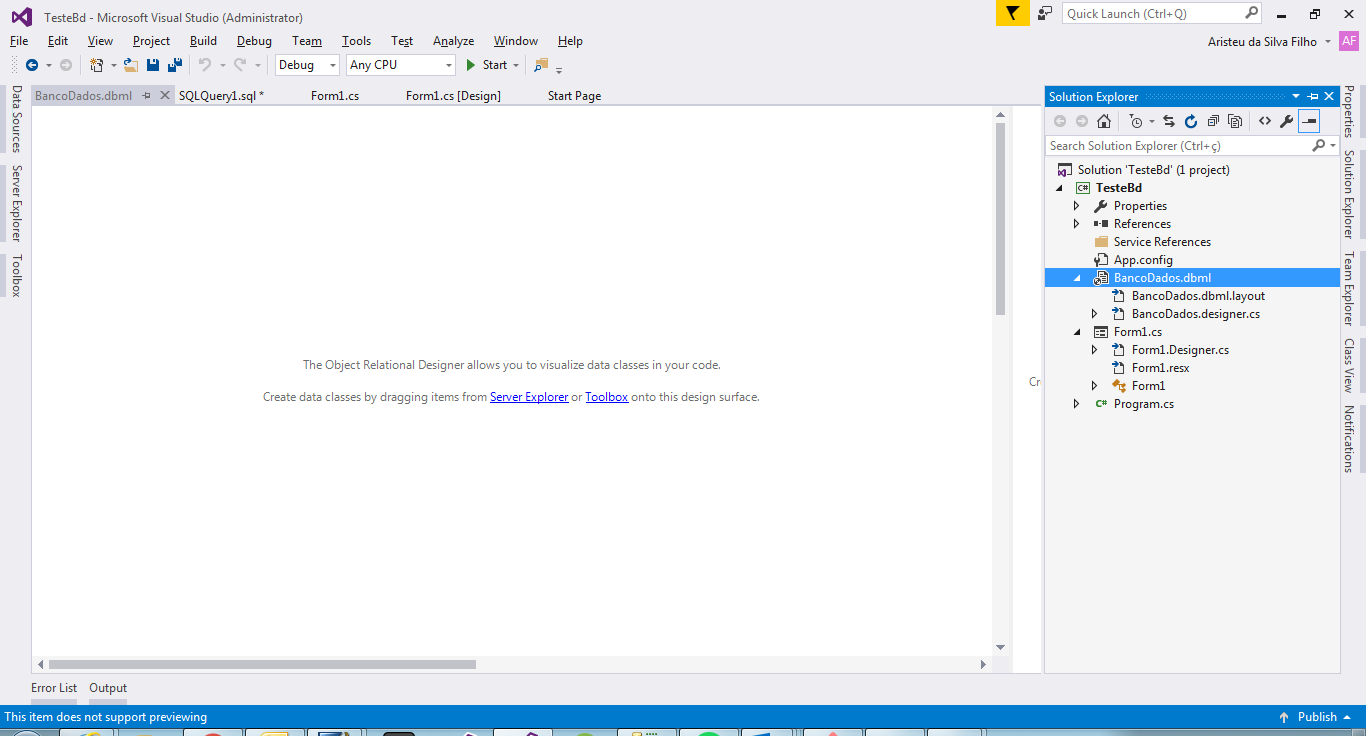 TesteBd - Microsoft Visual Studio (Administrator)
Quick Launch (Ctrl+Q)
File Edit View Project Build Debug Team Tools Test Analyze Window Help
Aristeu da Silva Filho AF
Debug Any CPU Start
Data Sources
Server Explorer
Toolbox
BancoDados.dbml SQLQuery1.sql * Form1.cs Form1.cs [Design] Start Page
The Object Relational Designer allows you to visualize data classes in your code.
Create data classes by dragging items from Server Explorer or Toolbox onto this design surface.
Cr
Solution Explorer
Search Solution Explorer (Ctrl+ç)
Solution 'TesteBd' (1 project)
C# TesteBd
Properties
References
Service References
App.config
BancoDados.dbml
BancoDados.dbml.layout
BancoDados.designer.cs
Form1.cs
Form1.Designer.cs
Form1.resx
Form1
C# Program.cs
Properties
Solution Explorer
Team Explorer
Class View
Notifications
Error List Output
This item does not support previewing
Publish